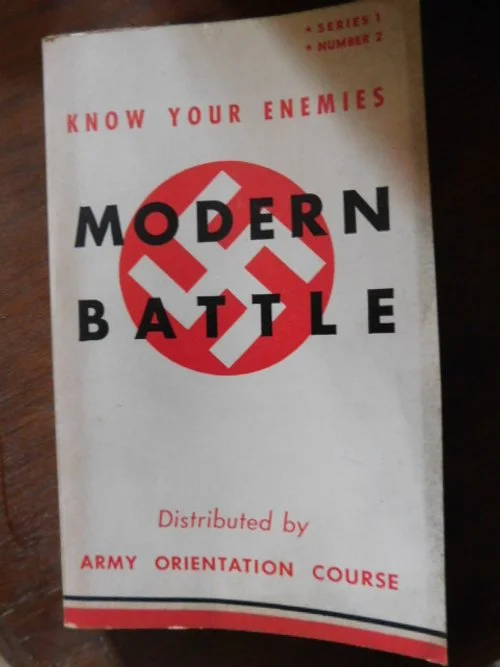 * SERIES 1
* NUMBER 2
KNOW YOUR ENEMIES
MODERN
BATTLE
Distributed by
ARMY ORIENTATION COURSE